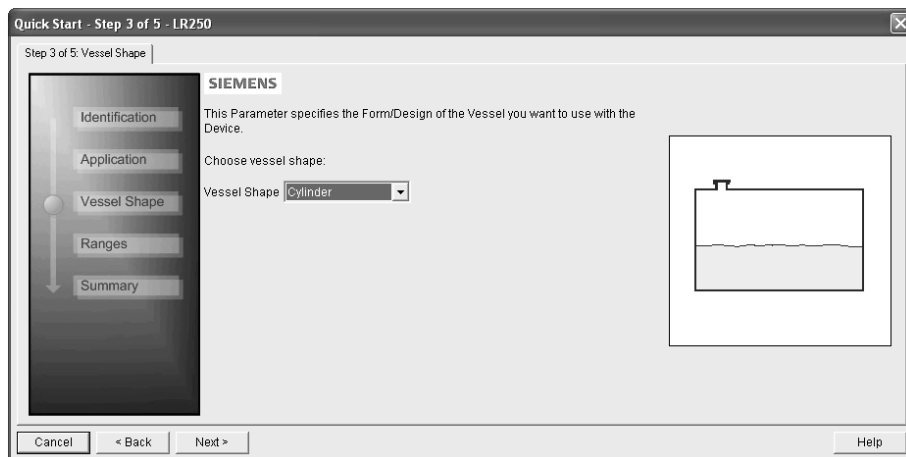 Quick Start - Step 3 of 5 - LR250
Step 3 of 5: Vessel Shape
SIEMENS
Identification
Application
Vessel Shape
Ranges
Summary
This Parameter specifies the Form/Design of the Vessel you want to use with the
Device.
Choose vessel shape:
Vessel Shape Cylinder
Cancel < Back Next > Help